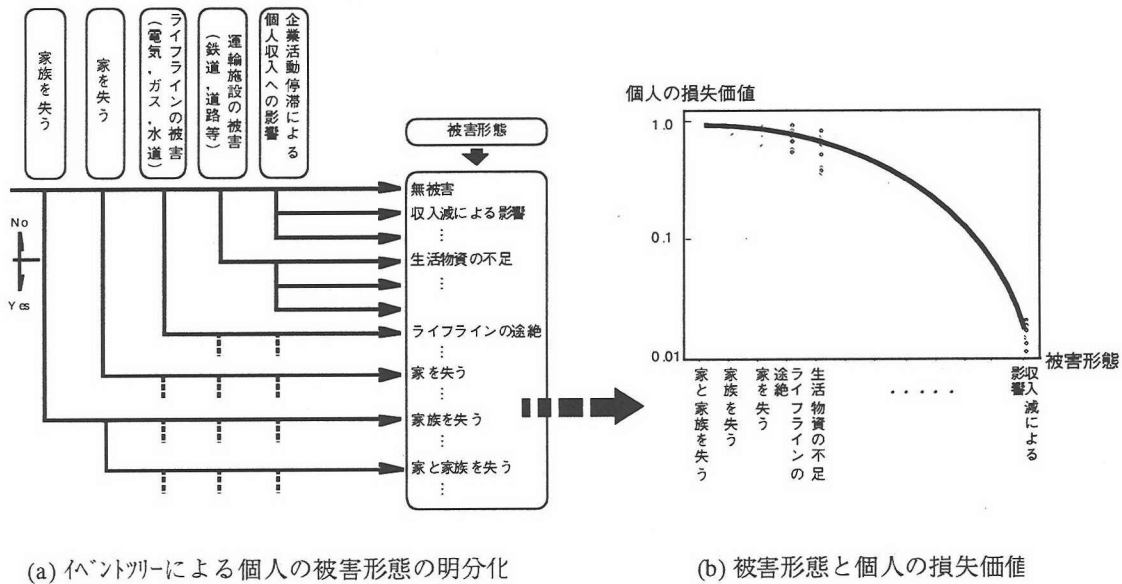 家族を失う
家を失う
ライフラインの被害
(電気,ガス,水道)
運輸施設の被害
(鉄道,道路等)
企業活動停滞による
個人収入への影響
被害形態
No
Yes
無被害
収入減による影響
…
生活物資の不足
…
ライフラインの途絶
…
家を失う
…
家族を失う
…
家と家族を失う
…
(a) イベントツリーによる個人の被害形態の明分化
個人の損失価値
1.0
0.1
0.01
被害形態
家と家族を失う
家族を失う
家を失う
ライフラインの
途絶
生活物資の不足
.....
収入減による
影響
(b) 被害形態と個人の損失価値